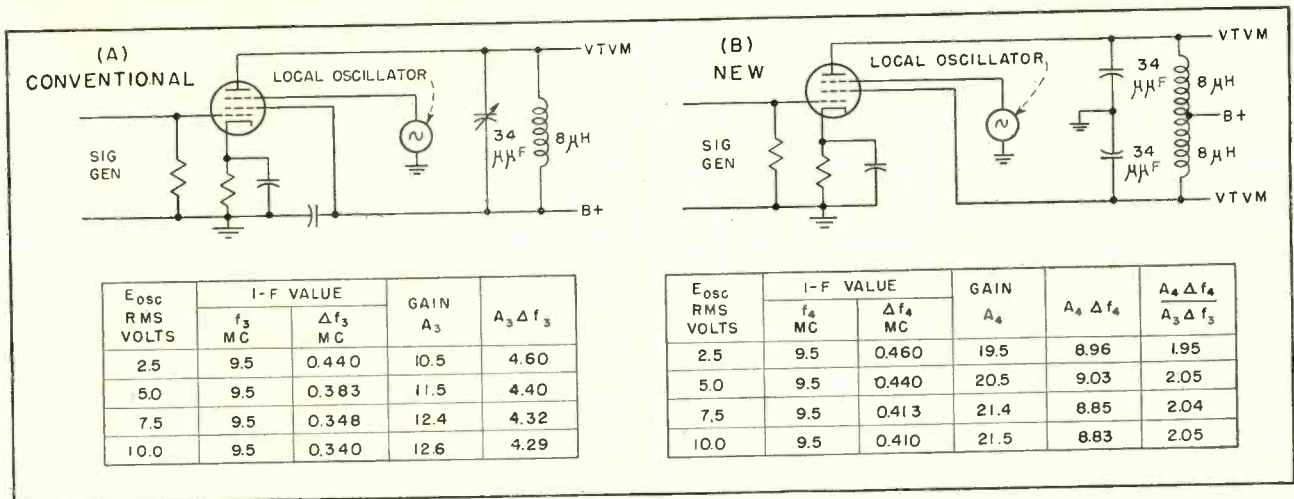 (A)
CONVENTIONAL
LOCAL OSCILLATOR
SIG
GEN
34
μμF
8μH
VTVM
B+
(B)
NEW
LOCAL OSCILLATOR
SIG
GEN
34
μμF
34
μμF
8μH
8μH
VTVM
B+
VTVM
E osc RMS VOLTS | I-F VALUE | GAIN A3 | A3 Δf3
f3 MC | Δf3 MC
2.5 9.5 0.440 10.5 4.60
5.0 9.5 0.383 11.5 4.40
7.5 9.5 0.348 12.4 4.32
10.0 9.5 0.340 12.6 4.29
E osc RMS VOLTS | I-F VALUE | GAIN A4 | A4 Δf4 | A4 Δf4 / A3 Δf3
f4 MC | Δf4 MC
2.5 9.5 0.460 19.5 8.96 1.95
5.0 9.5 0.440 20.5 9.03 2.05
7.5 9.5 0.413 21.4 8.85 2.04
10.0 9.5 0.410 21.5 8.83 2.05